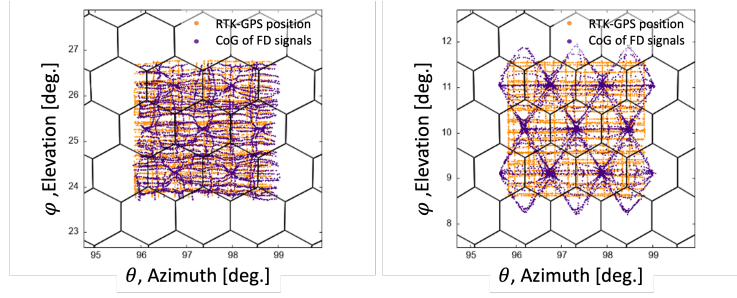 RTK-GPS position
CoG of FD signals
27
26
25
24
23
95
96
97
98
99
φ ,Elevation [deg.]
θ, Azimuth [deg.]
RTK-GPS position
CoG of FD signals
12
11
10
9
8
95
96
97
98
99
φ ,Elevation [deg.]
θ, Azimuth [deg.]